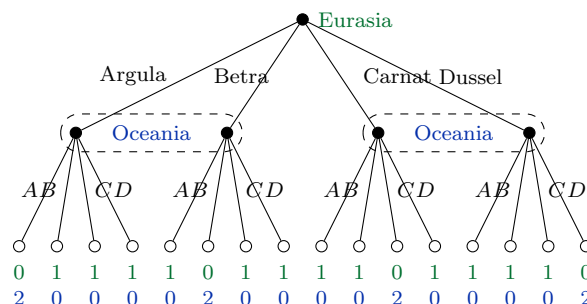 Eurasia
Argula Betra Carnat Dussel
Oceania Oceania
AB CD AB CD AB CD AB CD
0 1 1 1 1 0 1 1 1 1 0 1 1 1 1 0
2 0 0 0 0 2 0 0 0 0 2 0 0 0 0 2